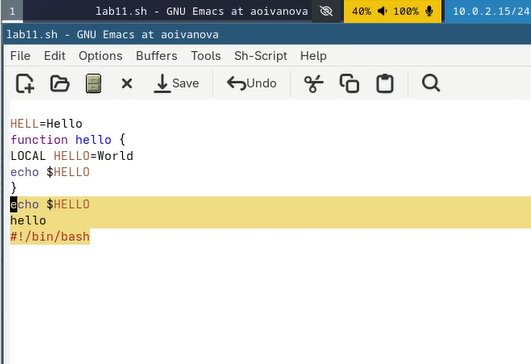 1 lab11.sh - GNU Emacs at aoivanova 40% 100% 10.0.2.15/24
lab11.sh - GNU Emacs at aoivanova
File Edit Options Buffers Tools Sh-Script Help
Save Undo
HELL=Hello
function hello {
LOCAL HELLO=World
echo $HELLO
}
echo $HELLO
hello
#!/bin/bash